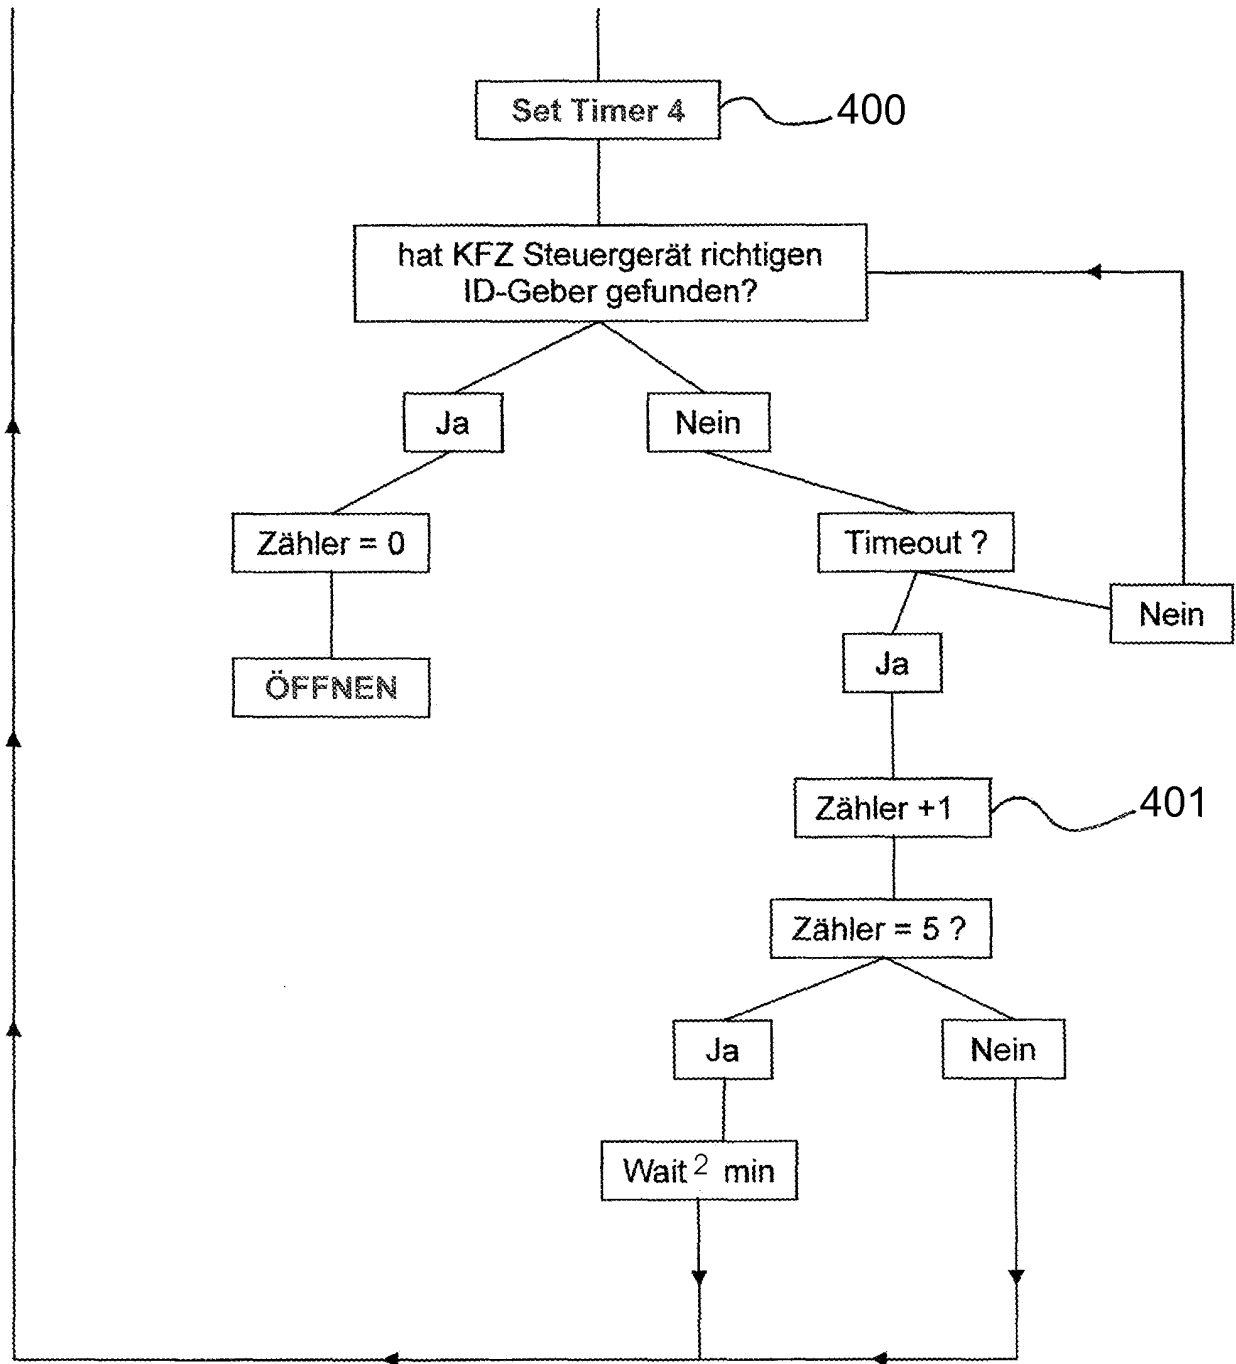 Set Timer 4
400
hat KFZ Steuergerät richtigen
ID-Geber gefunden?
Ja
Nein
Zähler = 0
Timeout ?
Nein
ÖFFNEN
Ja
Zähler +1
401
Zähler = 5 ?
Ja
Nein
Wait 2 min